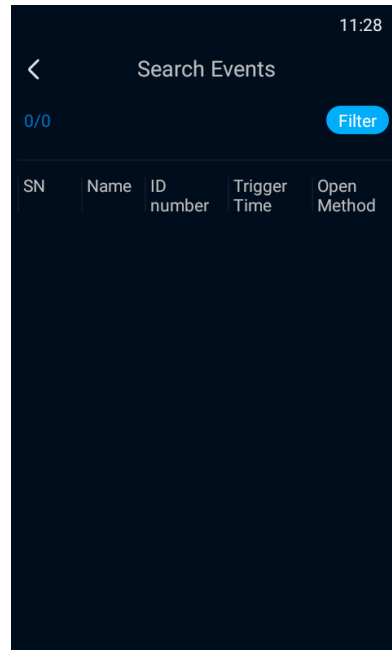 11:28
Search Events
0/0
Filter
SN Name ID number Trigger Time Open Method